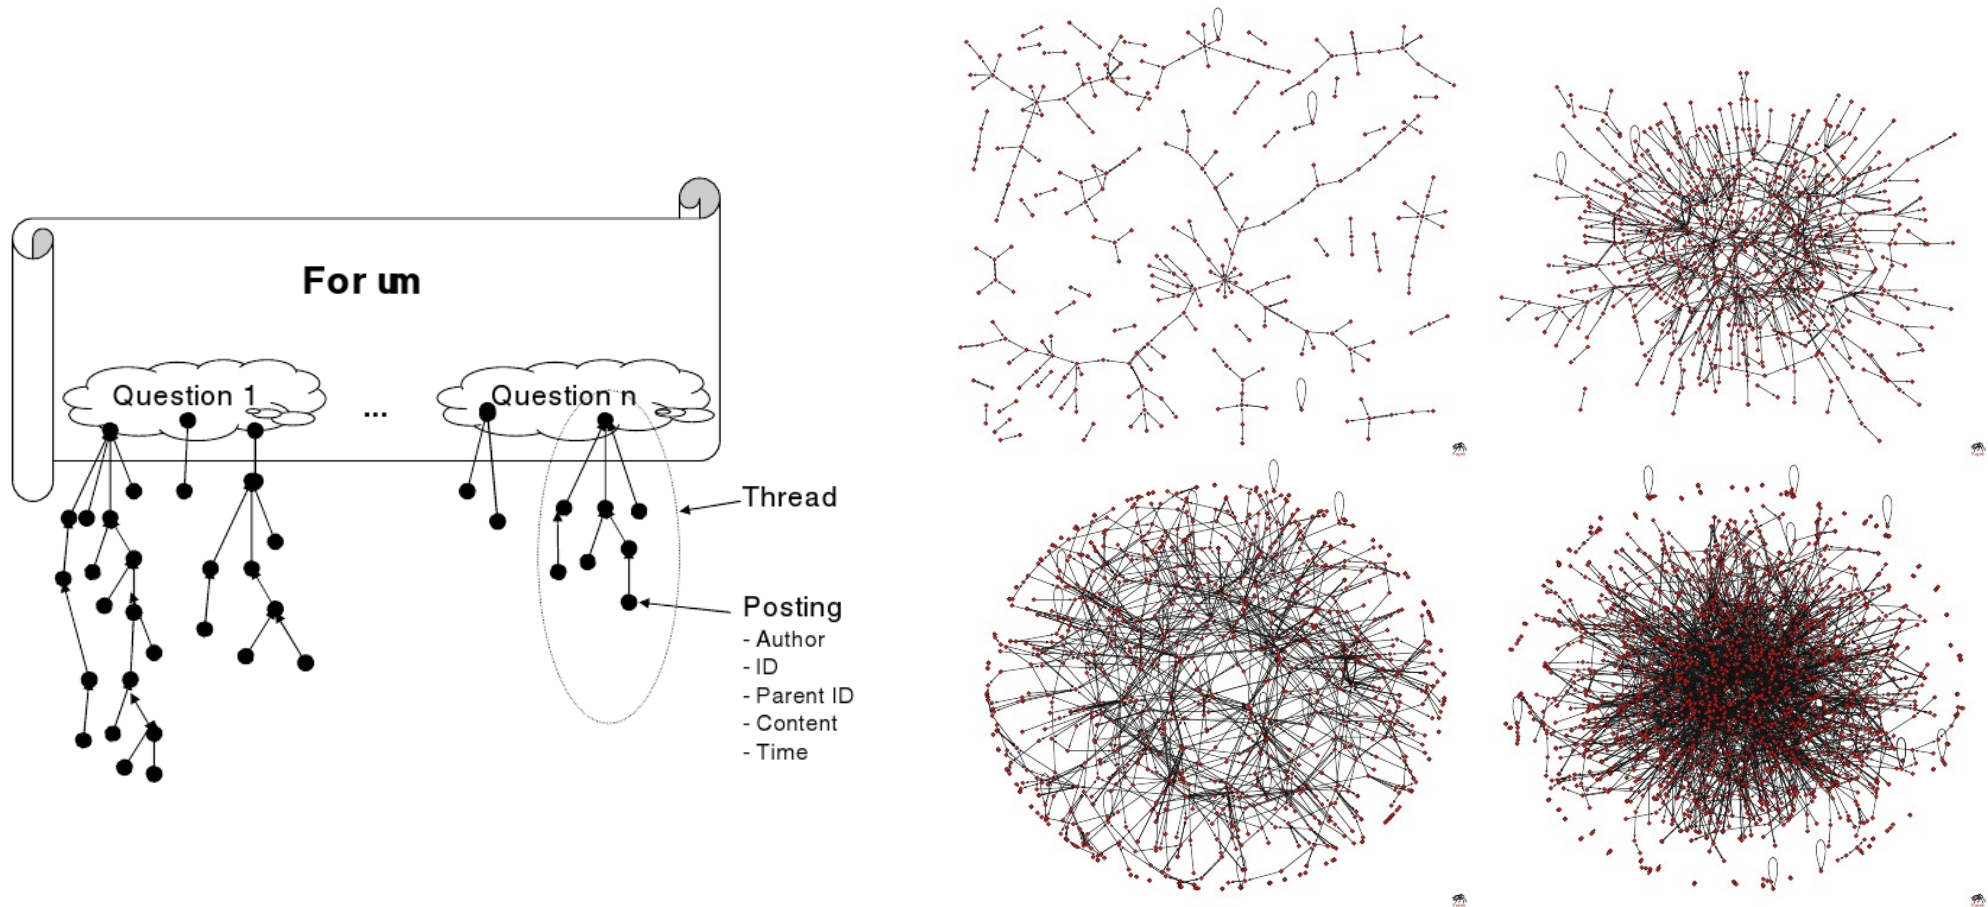 For um
Question 1
...
Question n
Thread
Posting
- Author
- ID
- Parent ID
- Content
- Time